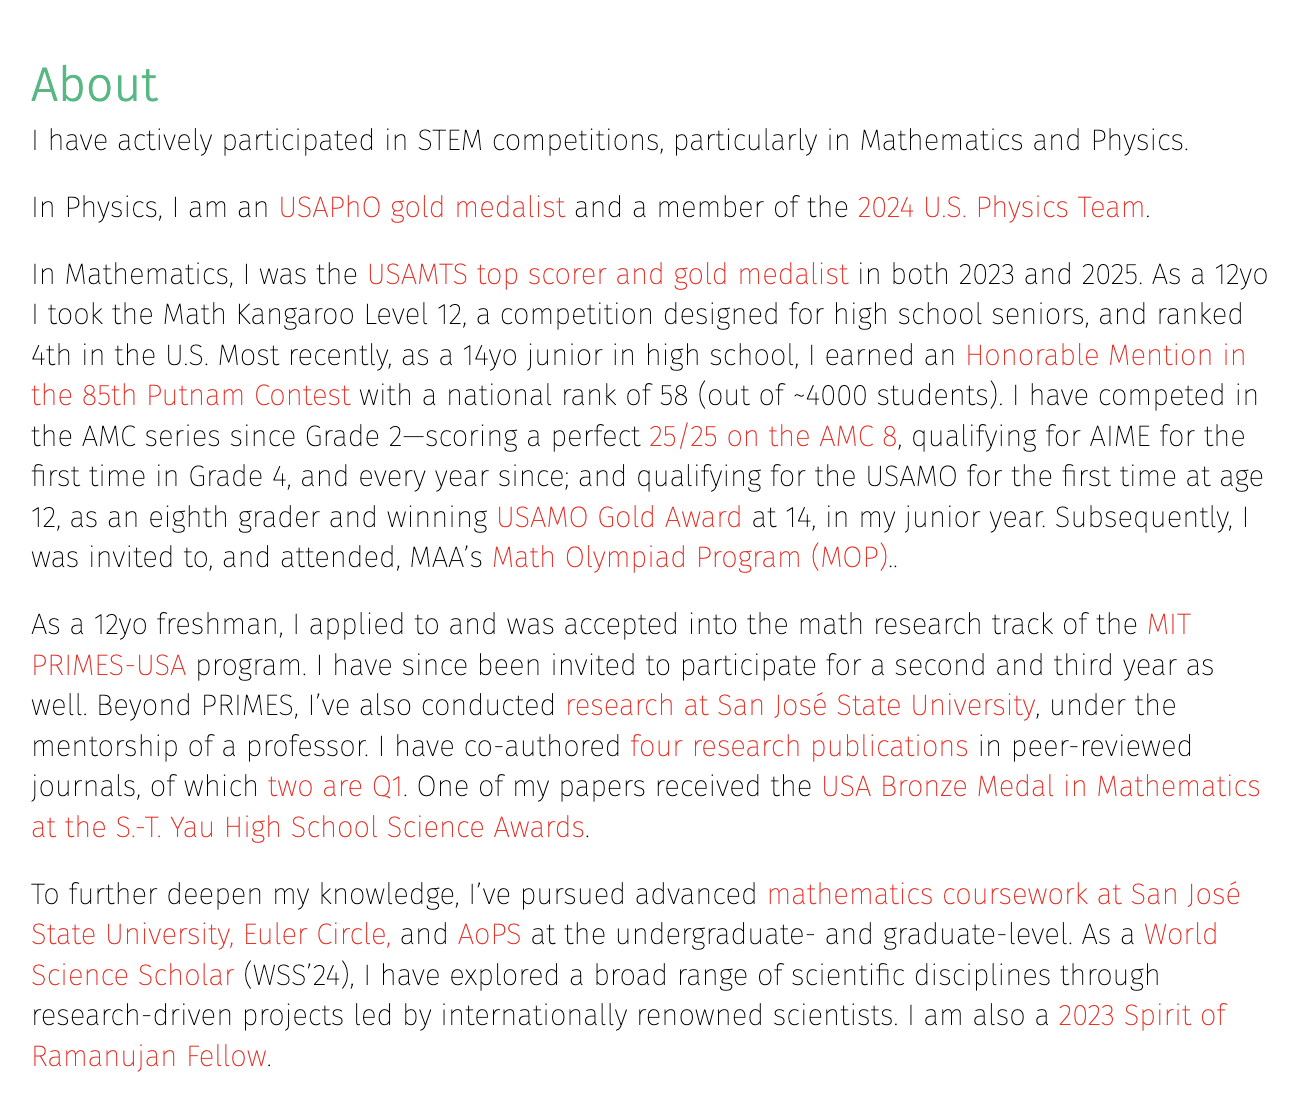 About
I have actively participated in STEM competitions, particularly in Mathematics and Physics.
In Physics, I am an USAPhO gold medalist and a member of the 2024 U.S. Physics Team.
In Mathematics, I was the USAMTS top scorer and gold medalist in both 2023 and 2025. As a 12yo
I took the Math Kangaroo Level 12, a competition designed for high school seniors, and ranked
4th in the U.S. Most recently, as a 14yo junior in high school, I earned an Honorable Mention in
the 85th Putnam Contest with a national rank of 58 (out of ~4000 students). I have competed in
the AMC series since Grade 2—scoring a perfect 25/25 on the AMC 8, qualifying for AIME for the
first time in Grade 4, and every year since; and qualifying for the USAMO for the first time at age
12, as an eighth grader and winning USAMO Gold Award at 14, in my junior year. Subsequently, I
was invited to, and attended, MAA’s Math Olympiad Program (MOP)..
As a 12yo freshman, I applied to and was accepted into the math research track of the MIT
PRIMES-USA program. I have since been invited to participate for a second and third year as
well. Beyond PRIMES, I’ve also conducted research at San José State University, under the
mentorship of a professor. I have co-authored four research publications in peer-reviewed
journals, of which two are Q1. One of my papers received the USA Bronze Medal in Mathematics
at the S.-T. Yau High School Science Awards.
To further deepen my knowledge, I’ve pursued advanced mathematics coursework at San José
State University, Euler Circle, and AoPS at the undergraduate- and graduate-level. As a World
Science Scholar (WSS’24), I have explored a broad range of scientific disciplines through
research-driven projects led by internationally renowned scientists. I am also a 2023 Spirit of
Ramanujan Fellow.